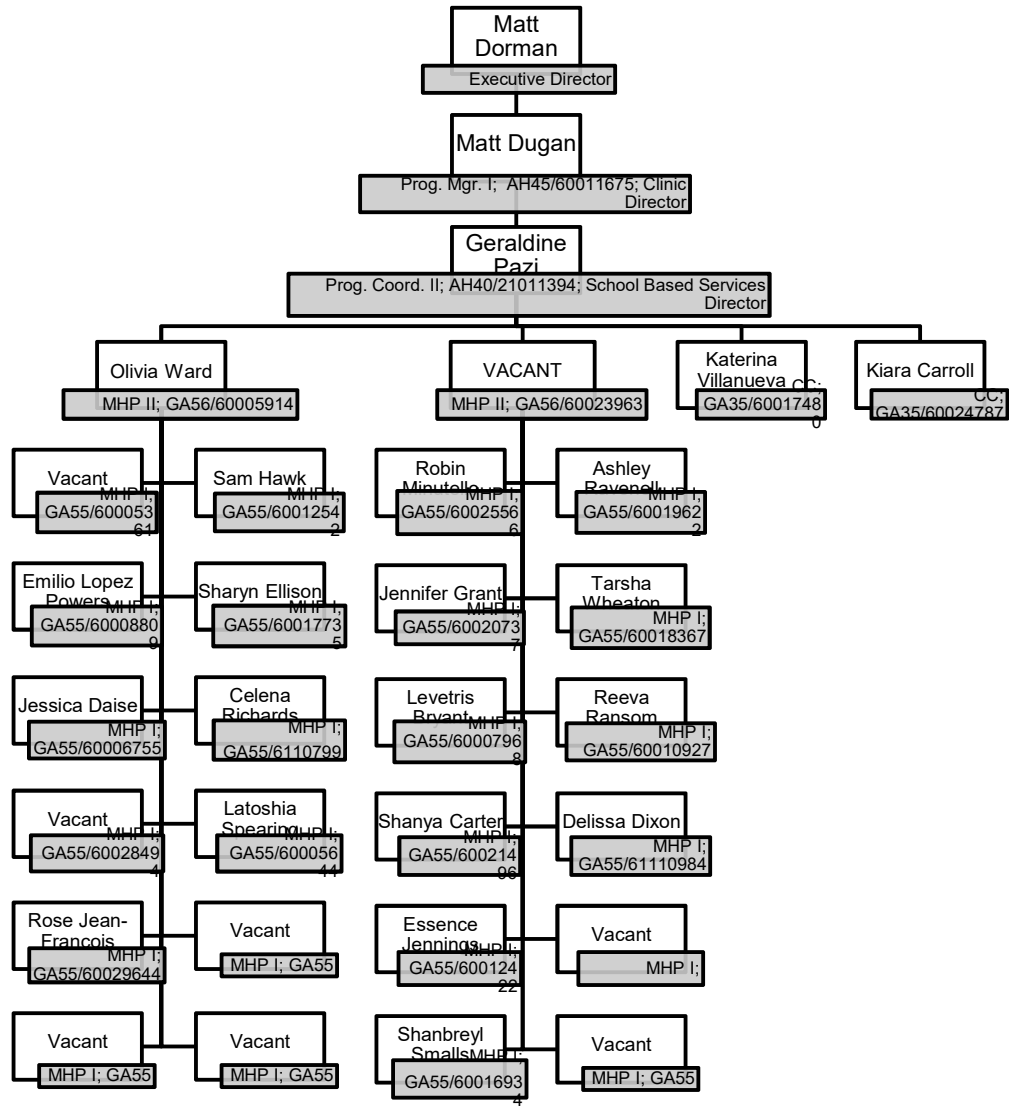 Matt
Dorman
Executive Director
Matt Dugan
Prog. Mgr. I; AH45/60011675; Clinic
Director
Geraldine
Pazi
Prog. Coord. II; AH40/21011394; School Based Services
Director
Olivia Ward
MHP II; GA56/60005914
VACANT
MHP II; GA56/60023963
Katerina
Villanueva
CC;
GA35/6001748
0
Kiara Carroll
CC;
GA35/60024787
Vacant
MHP I;
GA55/600053
61
Sam Hawk
MHP I;
GA55/6001254
2
Robin
Minutello
MHP I;
GA55/6002556
6
Ashley
Ravenell
MHP I;
GA55/6001962
2
Emilio Lopez
Powers
MHP I;
GA55/6000880
9
Sharyn Ellison
MHP I;
GA55/6001773
5
Jennifer Grant
MHP I;
GA55/6002073
7
Tarsha
Wheaton
MHP I;
GA55/60018367
Jessica Daise
MHP I;
GA55/60006755
Celena
Richards
MHP I;
GA55/6110799
Levetris
Bryant
MHP I;
GA55/6000796
8
Reeva
Ransom
MHP I;
GA55/60010927
Vacant
MHP I;
GA55/6002849
4
Latoshia
Spearing
MHP I;
GA55/600056
44
Shanya Carter
MHP I;
GA55/600214
96
Delissa Dixon
MHP I;
GA55/61110984
Rose Jean-
Francois
MHP I;
GA55/60029644
Vacant
MHP I; GA55
Essence
Jennings
MHP I;
GA55/600124
22
Vacant
MHP I;
Vacant
MHP I; GA55
Vacant
MHP I; GA55
Shanbreyl
Smalls
MHP I;
GA55/6001693
4
Vacant
MHP I; GA55